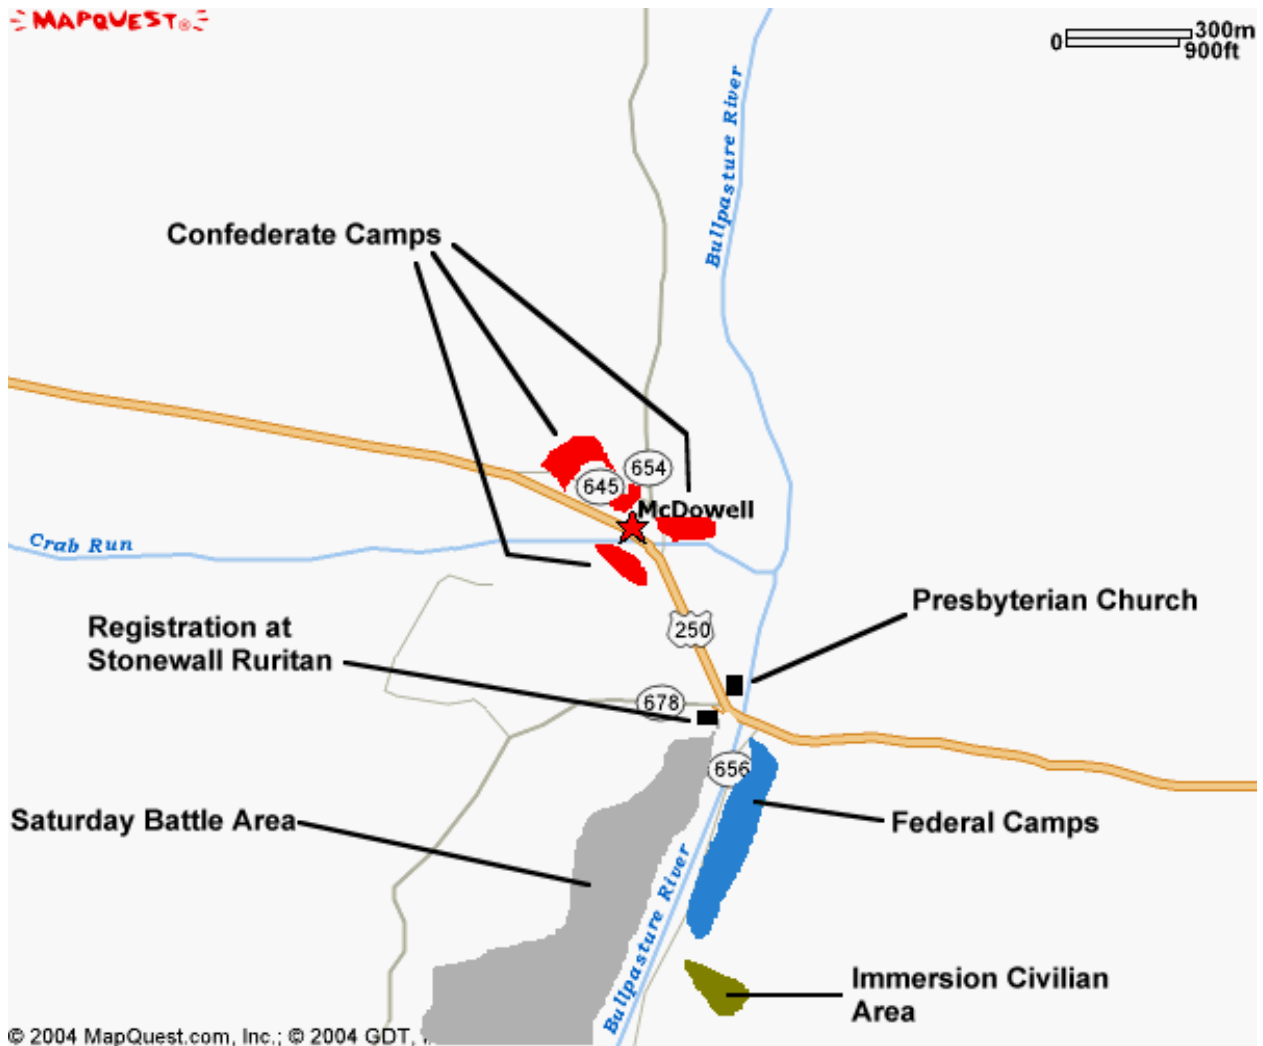 MAPQUEST®
300m
0
900ft
Bullpasture River
Confederate Camps
654
645
McDowell
Crab Run
Presbyterian Church
Registration at
Stonewall Ruritan
250
678
656
Saturday Battle Area
Federal Camps
Bullpasture River
Immersion Civilian
Area
© 2004 MapQuest.com, Inc.; © 2004 GDT,